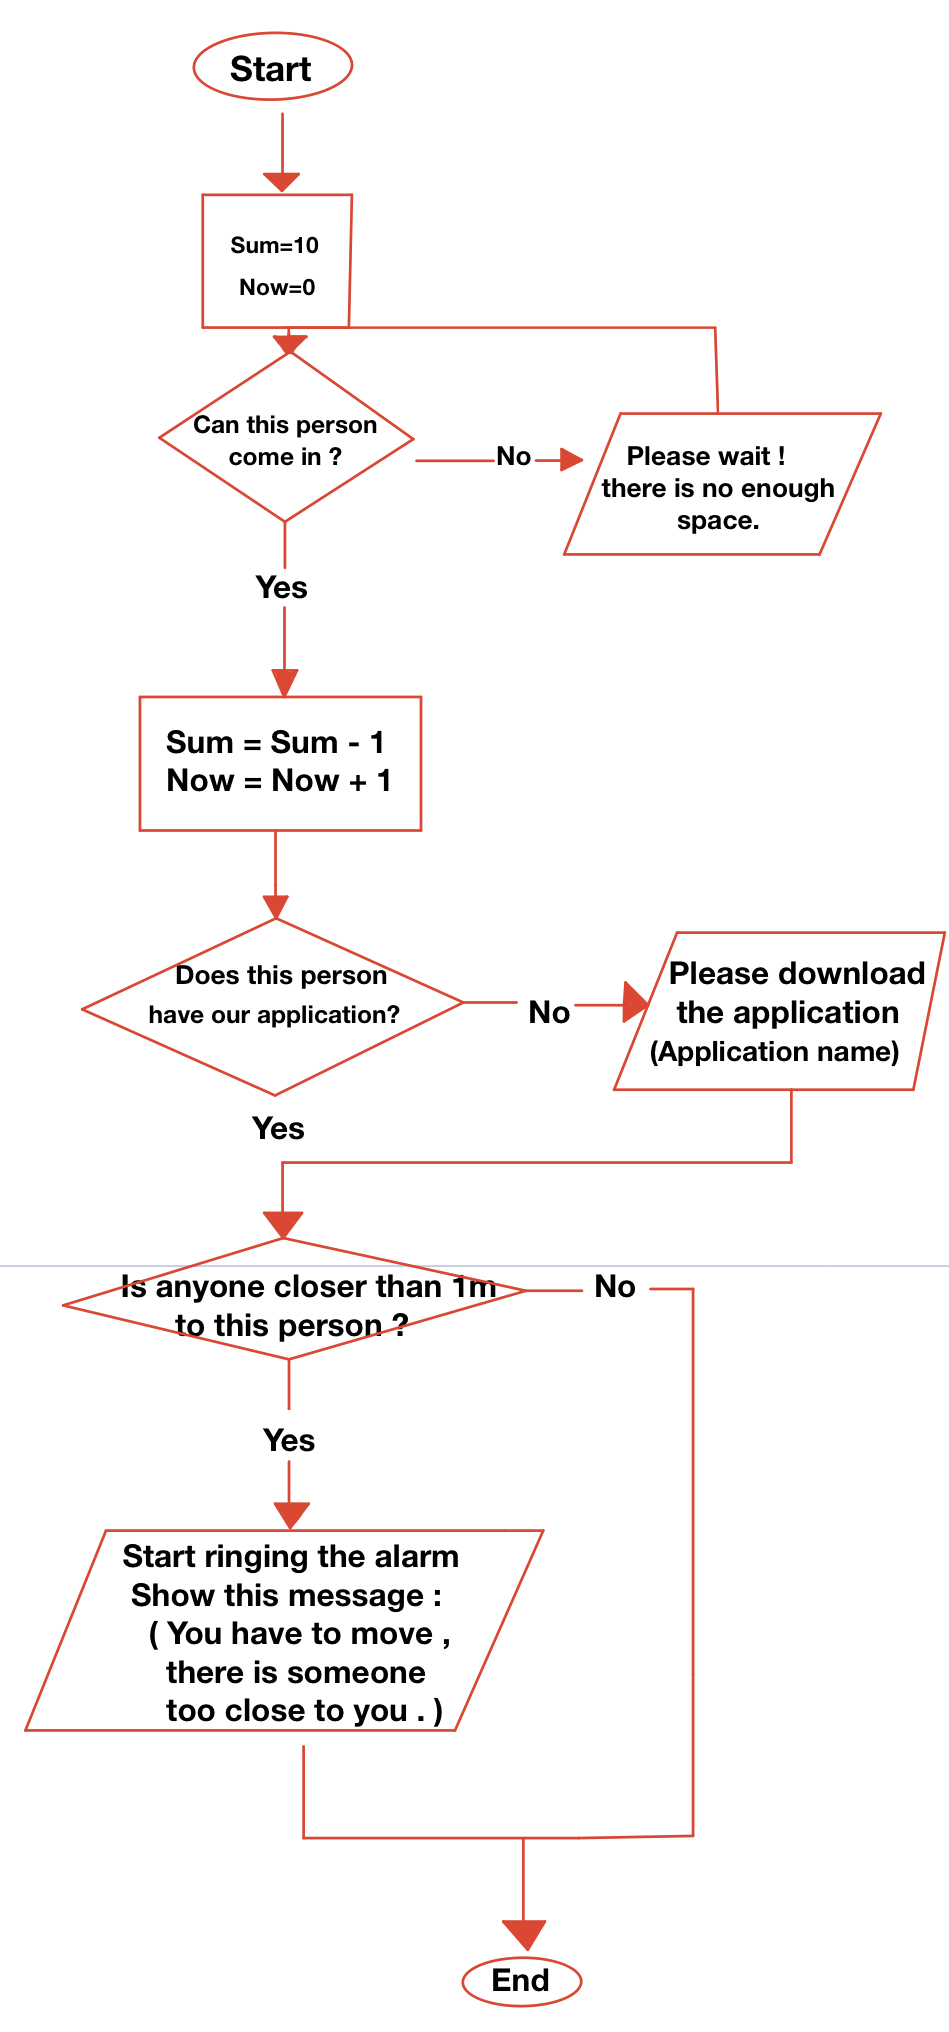 Start
Sum=10
Now=0
Can this person
come in ?
No
Please wait !
there is no enough
space.
Yes
Sum = Sum - 1
Now = Now + 1
Does this person
have our application?
No
Please download
the application
(Application name)
Yes
Is anyone closer than 1m
to this person ?
No
Yes
Start ringing the alarm
Show this message :
( You have to move ,
there is someone
too close to you . )
End